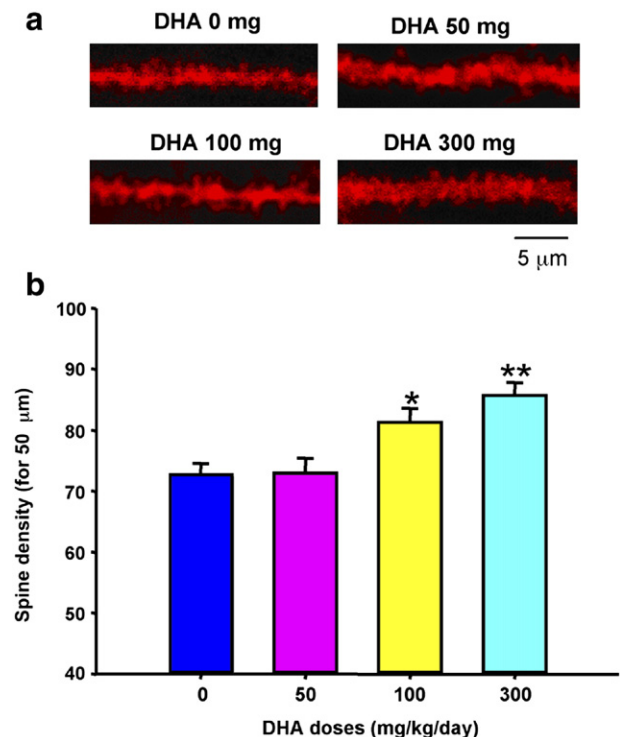 a
DHA 0 mg
DHA 50 mg
DHA 100 mg
DHA 300 mg
5 μm
b
Spine density (for 50 μm)
100
90
80
70
60
50
40
*
**
0
50
100
300
DHA doses (mg/kg/day)